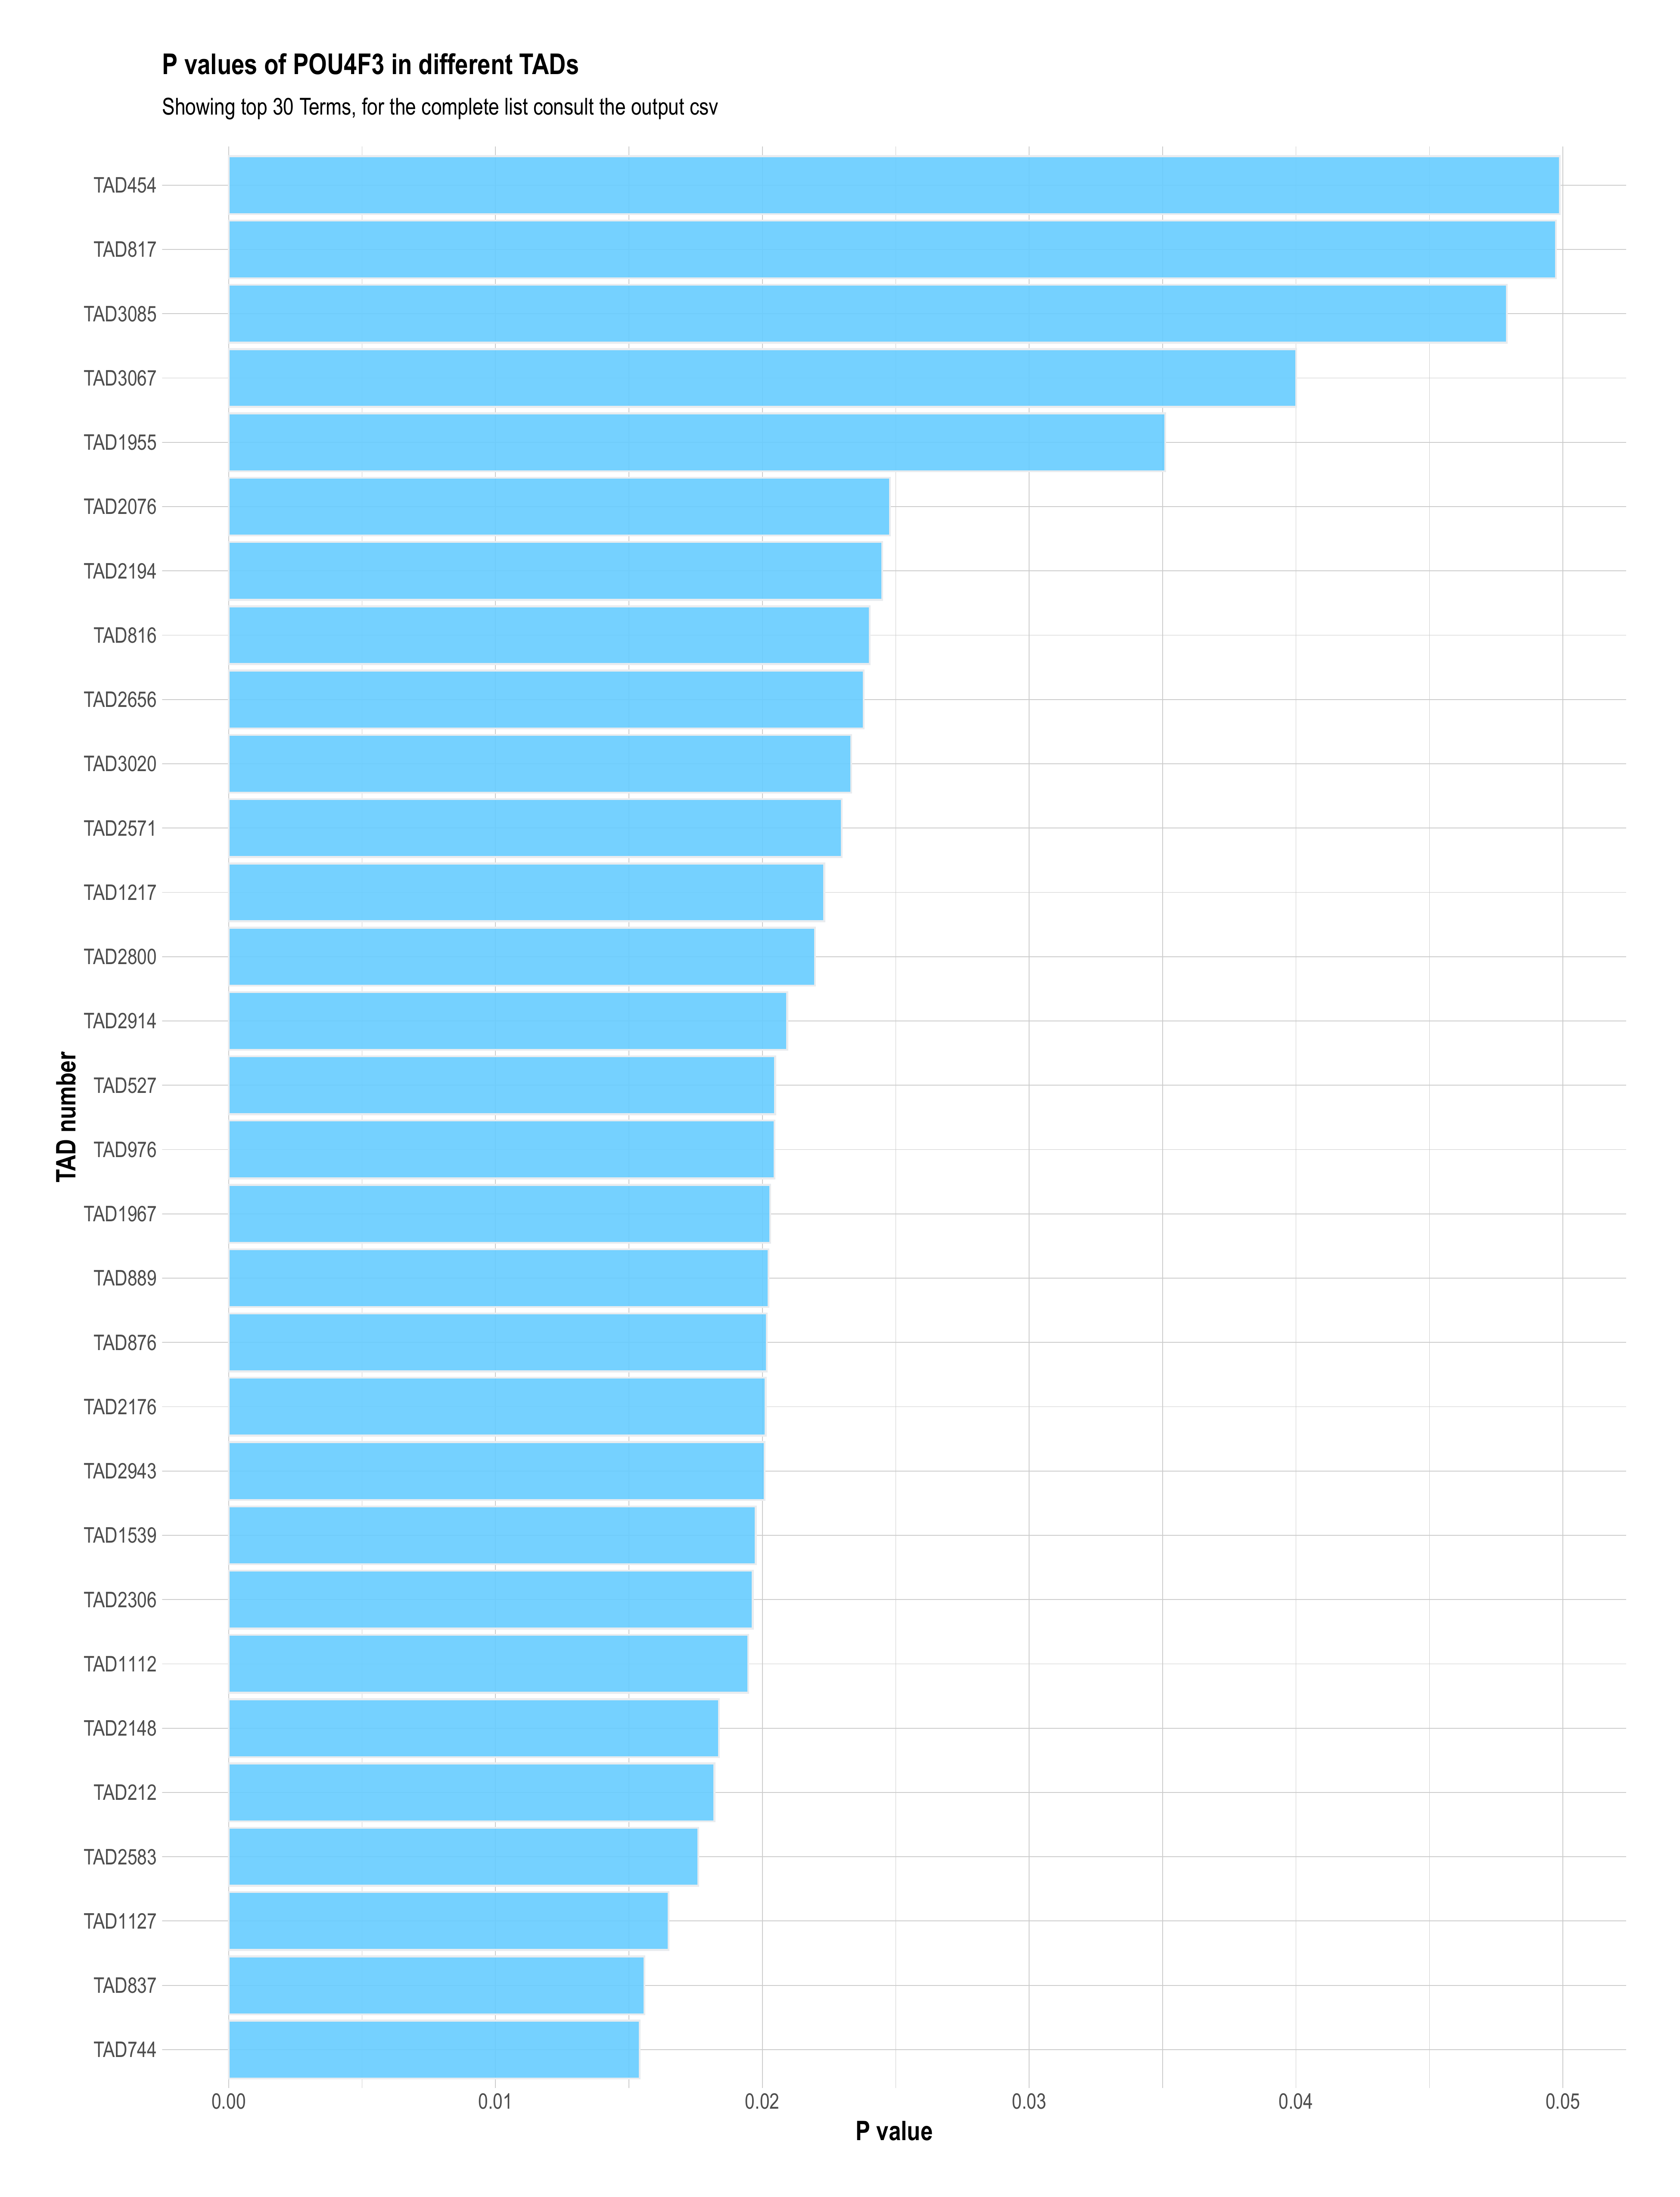 P values of POU4F3 in different TADs
Showing top 30 Terms, for the complete list consult the output csv
TAD number
TAD454
TAD817
TAD3085
TAD3067
TAD1955
TAD2076
TAD2194
TAD816
TAD2656
TAD3020
TAD2571
TAD1217
TAD2800
TAD2914
TAD527
TAD976
TAD1967
TAD889
TAD876
TAD2176
TAD2943
TAD1539
TAD2306
TAD1112
TAD2148
TAD212
TAD2583
TAD1127
TAD837
TAD744
0.00 0.01 0.02 0.03 0.04 0.05
P value